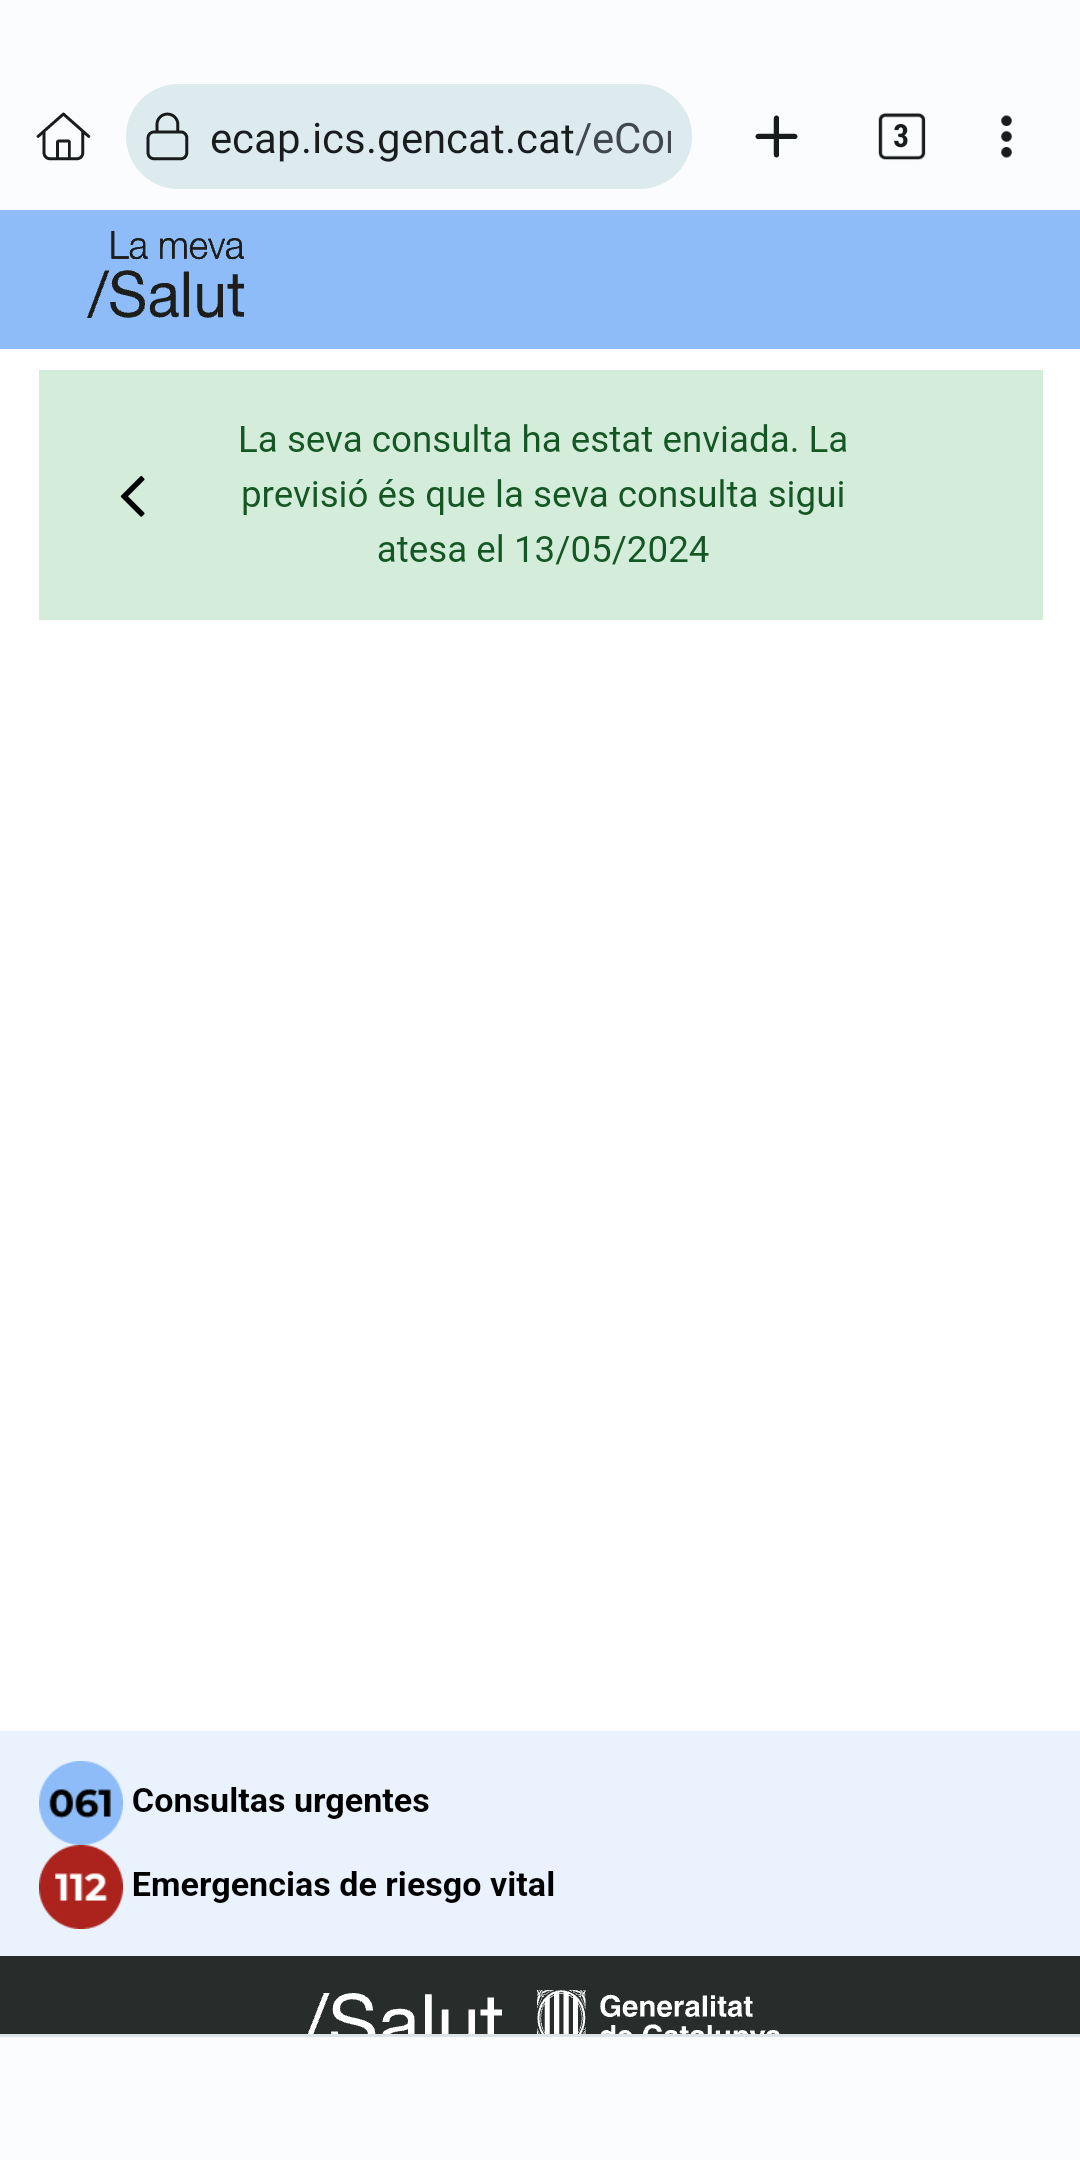 ecap.ics.gencat.cat/eCo
3
La meva
/Salut
La seva consulta ha estat enviada. La
previsió és que la seva consulta sigui
atesa el 13/05/2024
061 Consultas urgentes
112 Emergencias de riesgo vital
/Salut Generalitat
de Catalunya